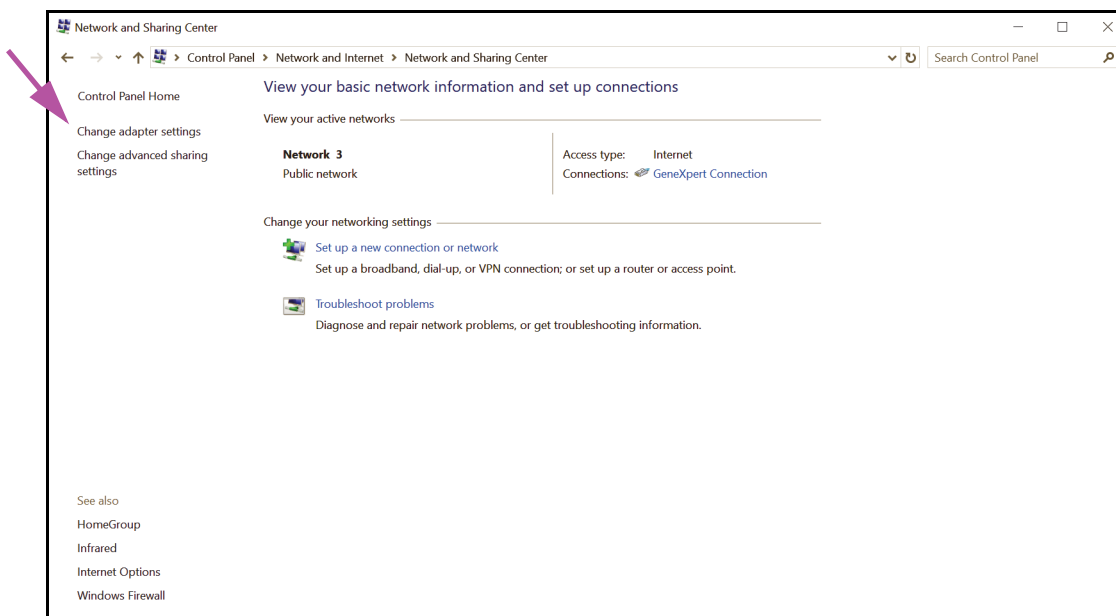 Network and Sharing Center
Control Panel > Network and Internet > Network and Sharing Center
Search Control Panel
Control Panel Home
Change adapter settings
Change advanced sharing
settings
View your basic network information and set up connections
View your active networks
Network 3
Public network
Access type: Internet
Connections: GeneXpert Connection
Change your networking settings
Set up a new connection or network
Set up a broadband, dial-up, or VPN connection; or set up a router or access point.
Troubleshoot problems
Diagnose and repair network problems, or get troubleshooting information.
See also
HomeGroup
Infrared
Internet Options
Windows Firewall